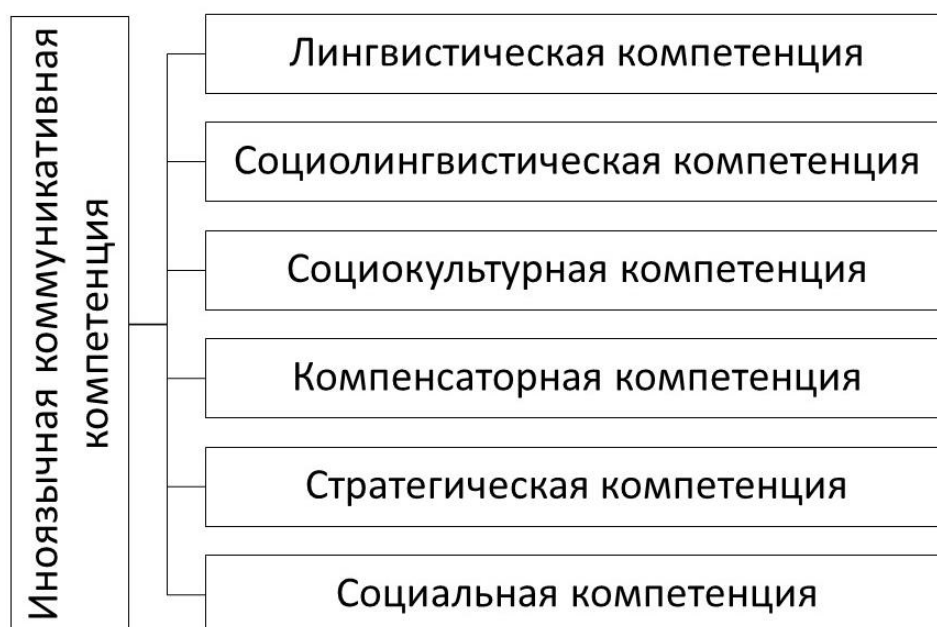 Иноязычная коммуникативная
компетенция
Лингвистическая компетенция
Социолингвистическая компетенция
Социокультурная компетенция
Компенсаторная компетенция
Стратегическая компетенция
Социальная компетенция